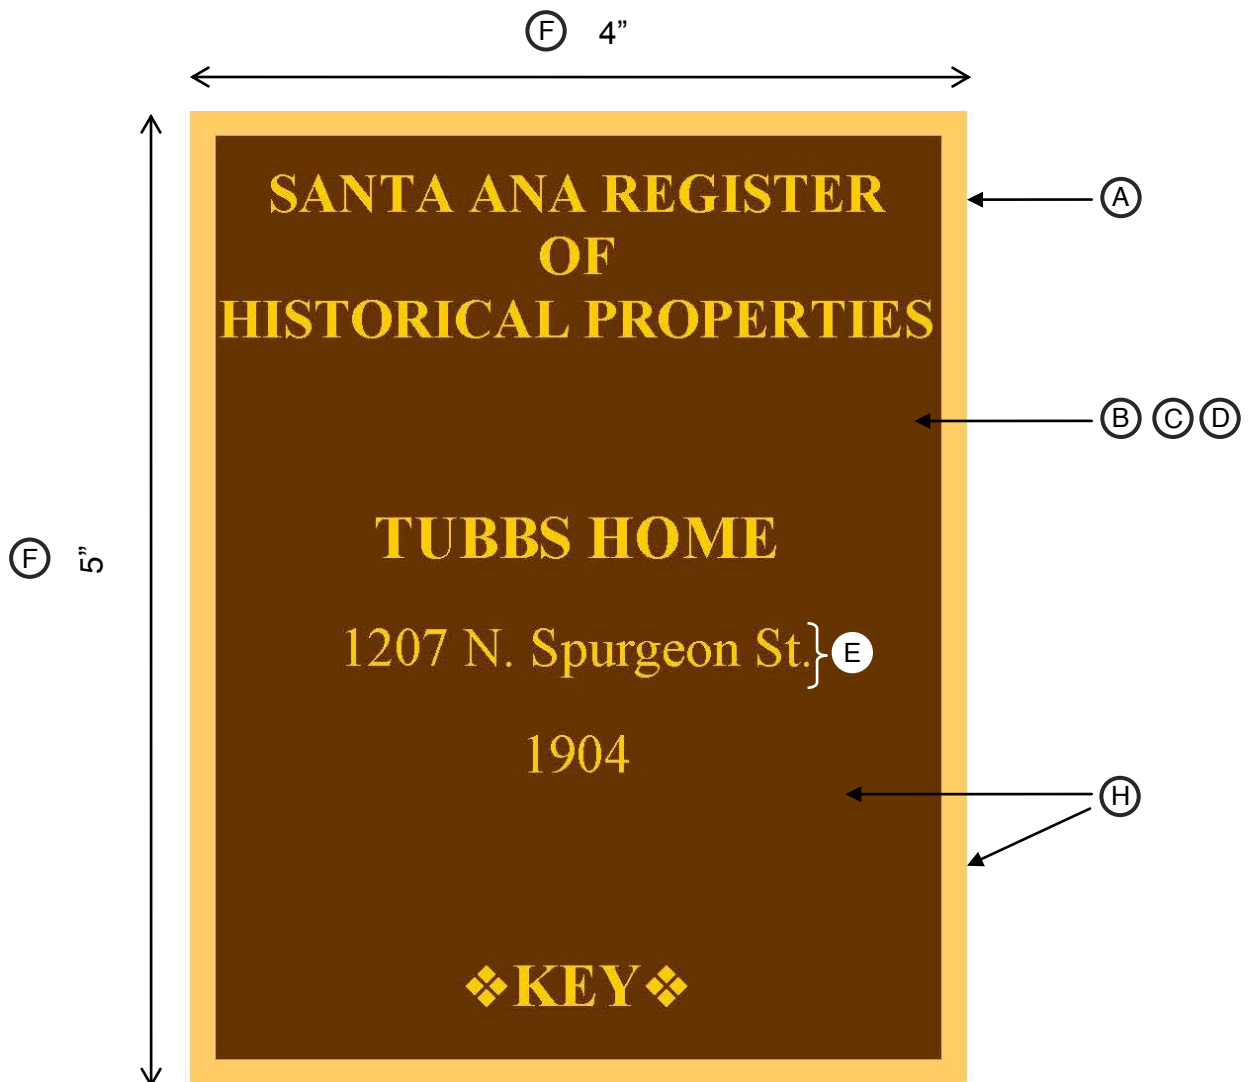 Ⓕ 4”
SANTA ANA REGISTER
OF
HISTORICAL PROPERTIES
Ⓐ
Ⓑ Ⓒ Ⓓ
Ⓕ 5”
TUBBS HOME
1207 N. Spurgeon St.} E
1904
Ⓗ
❖KEY❖